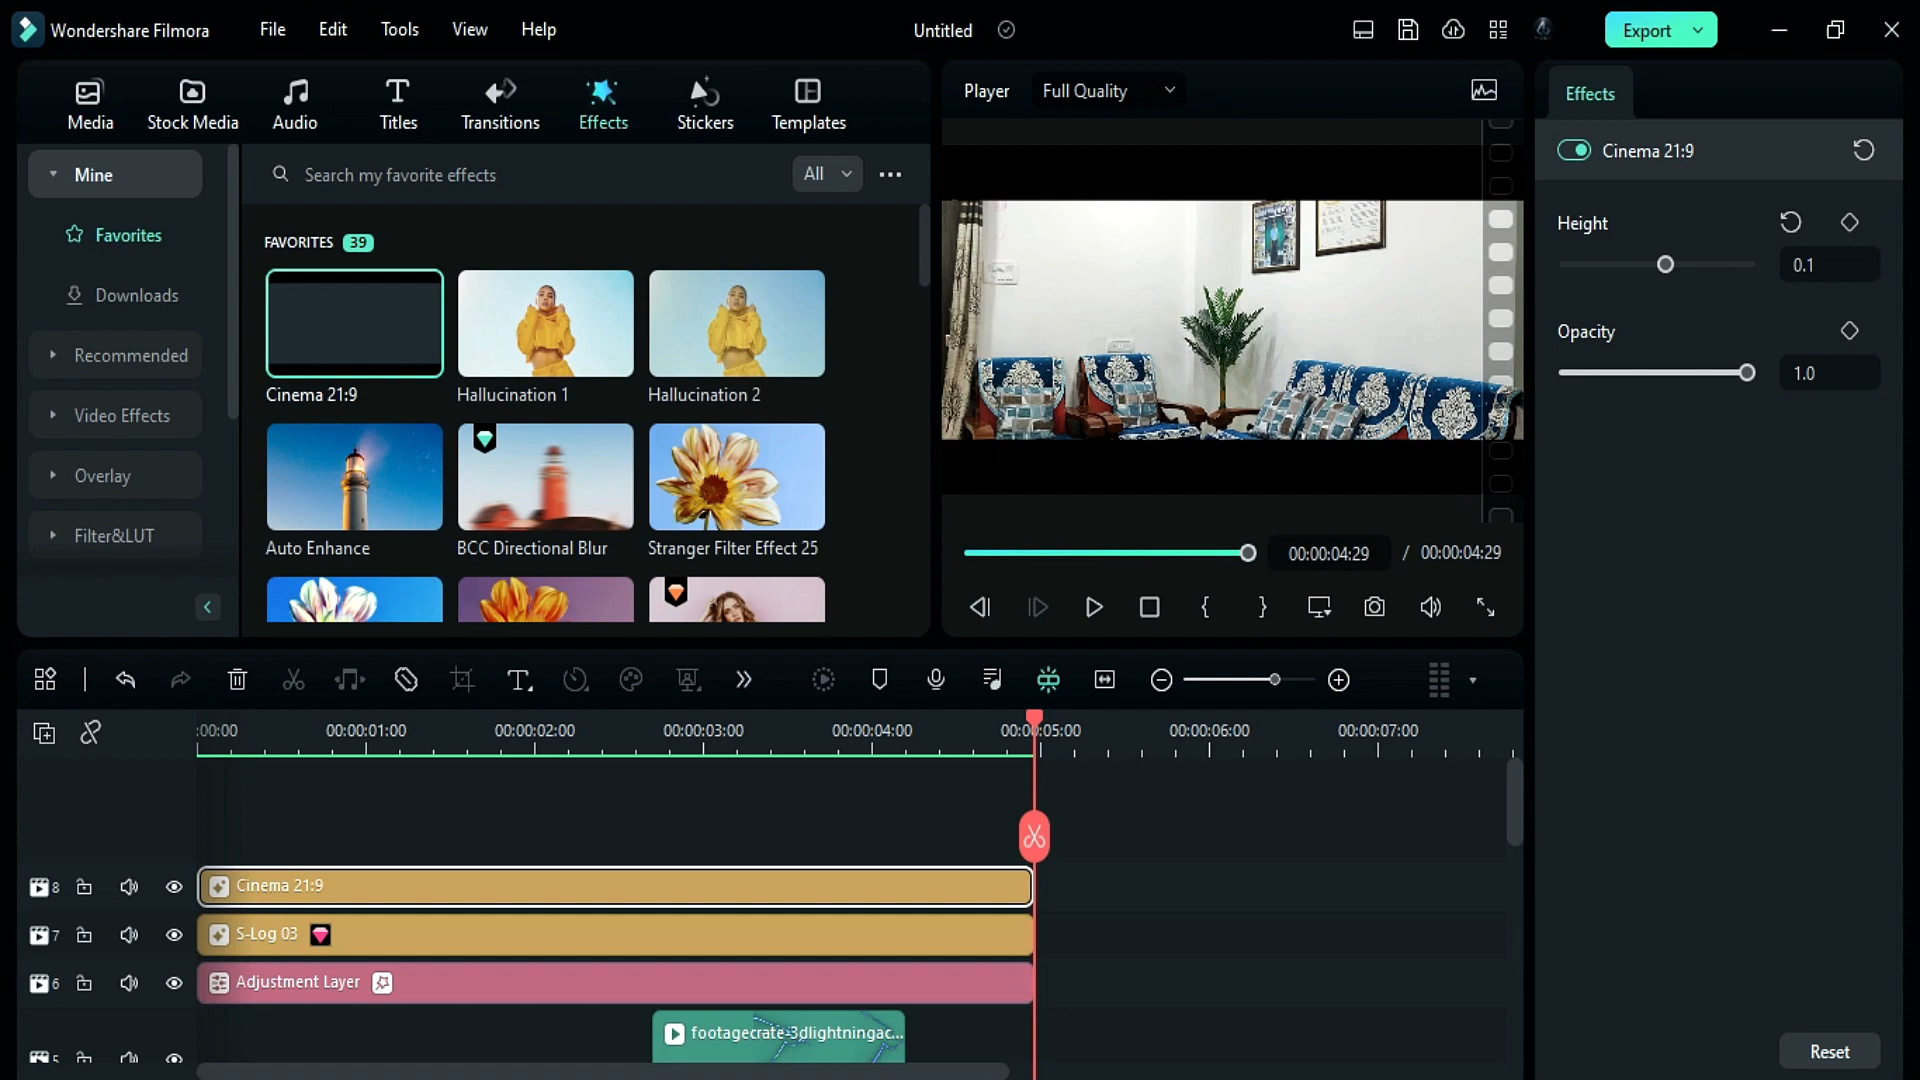 Wondershare Filmora
File
Edit
Tools
View
Help
Untitled
Export
Media
Stock Media
Audio
Titles
Transitions
Effects
Stickers
Templates
Player
Full Quality
Effects
Mine
Search my favorite effects
All
Cinema 21:9
Favorites
FAVORITES 39
Height
0.1
Downloads
Recommended
Opacity
1.0
Cinema 21:9
Hallucination 1
Hallucination 2
Video Effects
Overlay
Filter&LUT
Auto Enhance
BCC Directional Blur
Stranger Filter Effect 25
00:00:04:29 / 00:00:04:29
:00:00
00:00:01:00
00:00:02:00
00:00:03:00
00:00:04:00
00:00:05:00
00:00:06:00
00:00:07:00
8
Cinema 21:9
7
S-Log 03
6
Adjustment Layer
5
footagecrate-3dlightningac...
Reset